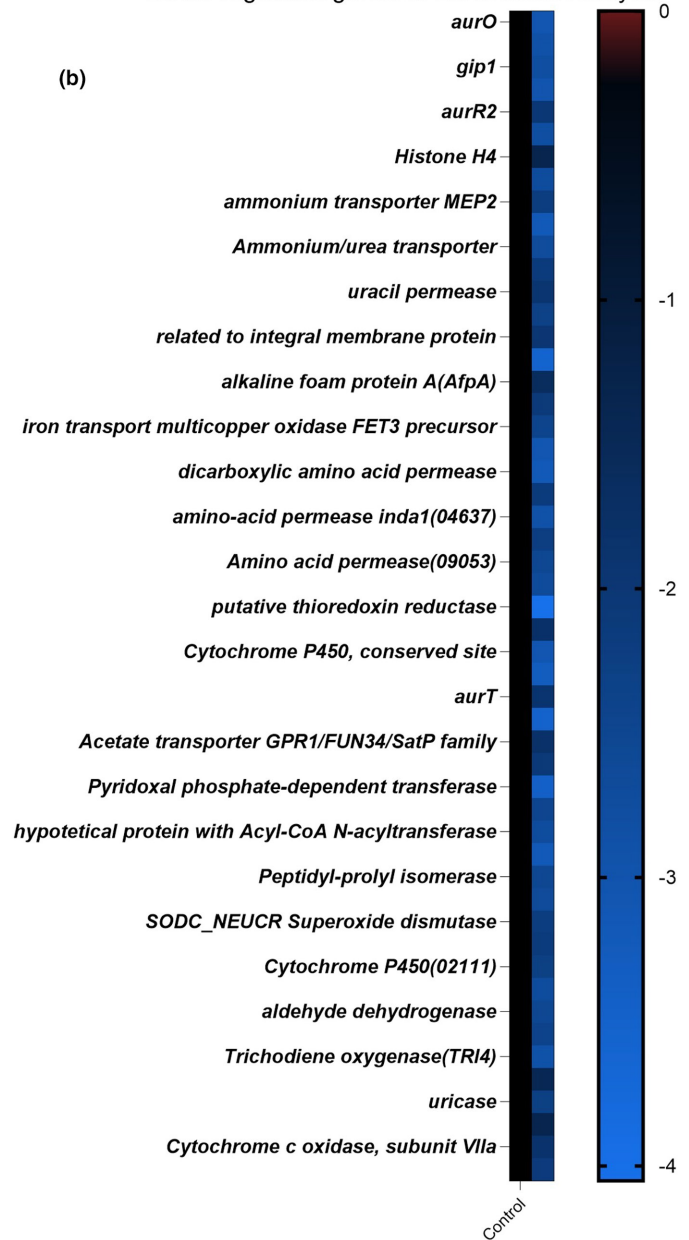 (b)
aurO
gip1
aurR2
Histone H4
ammonium transporter MEP2
Ammonium/urea transporter
uracil permease
related to integral membrane protein
alkaline foam protein A(AfpA)
iron transport multicopper oxidase FET3 precursor
dicarboxylic amino acid permease
amino-acid permease inda1(04637)
Amino acid permease(09053)
putative thioredoxin reductase
Cytochrome P450, conserved site
aurT
Acetate transporter GPR1/FUN34/SatP family
Pyridoxal phosphate-dependent transferase
hypotetical protein with Acyl-CoA N-acyltransferase
Peptidyl-prolyl isomerase
SODC_NEUCR Superoxide dismutase
Cytochrome P450(02111)
aldehyde dehydrogenase
Trichodiene oxygenase(TRI4)
uricase
Cytochrome c oxidase, subunit VIIa
Control
0
-1
-2
-3
-4